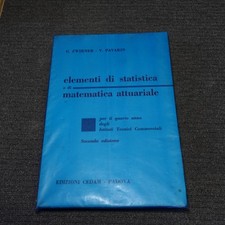 elementi di statistica
e di
matematica attuariale
per il quarto anno
degli
Istituti Tecnici Commerciali
Seconda edizione
EDIZIONI CEDAM - PADOVA